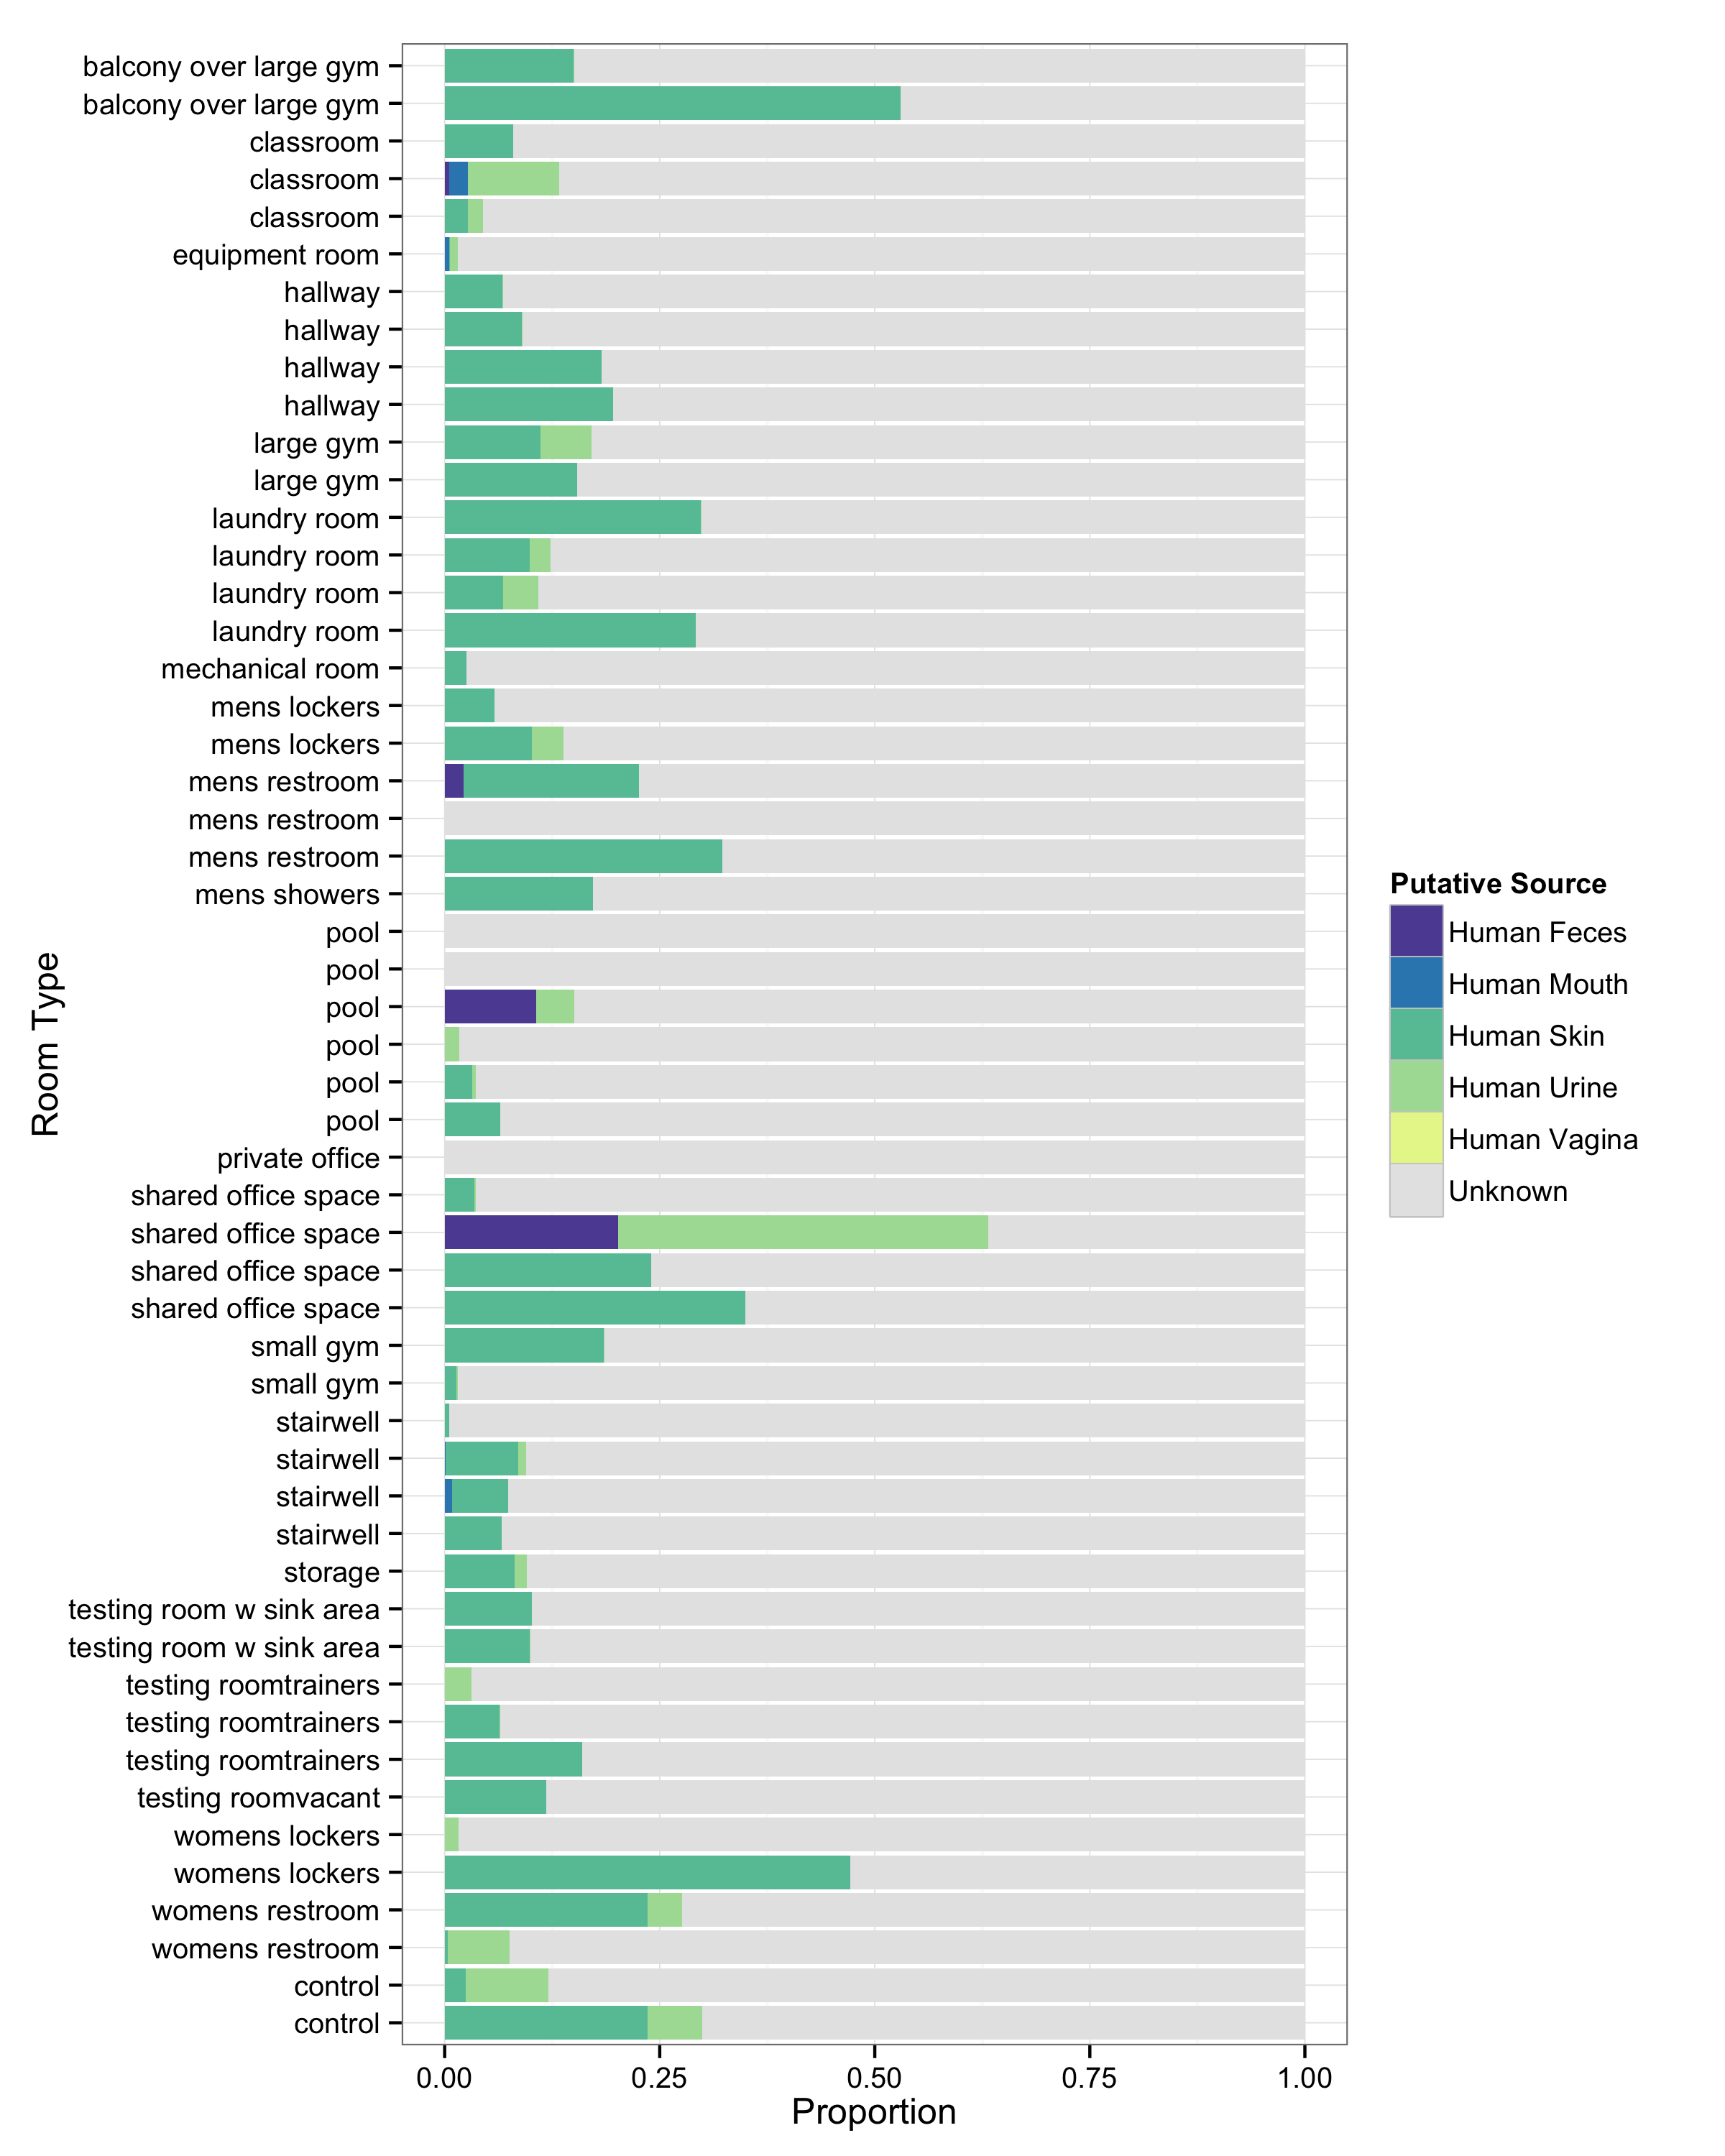 balcony over large gym
balcony over large gym
classroom
classroom
classroom
equipment room
hallway
hallway
hallway
hallway
large gym
large gym
laundry room
laundry room
laundry room
laundry room
mechanical room
mens lockers
mens lockers
mens restroom
mens restroom
mens restroom
mens showers
pool
pool
pool
pool
pool
pool
private office
shared office space
shared office space
shared office space
shared office space
small gym
small gym
stairwell
stairwell
stairwell
stairwell
storage
testing room w sink area
testing room w sink area
testing roomtrainers
testing roomtrainers
testing roomtrainers
testing roomvacant
womens lockers
womens lockers
womens restroom
womens restroom
control
control
Room Type
0.00 0.25 0.50 0.75 1.00
Proportion
Putative Source
Human Feces
Human Mouth
Human Skin
Human Urine
Human Vagina
Unknown